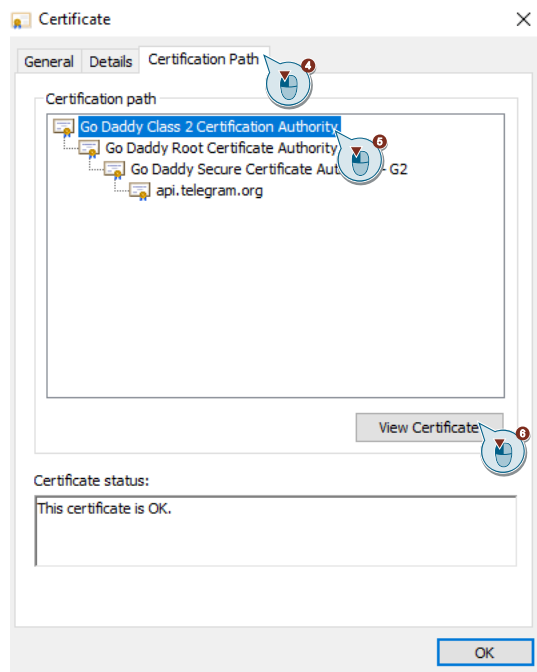 Certificate
General Details Certification Path
4
Certification path
Go Daddy Class 2 Certification Authority
5
Go Daddy Root Certificate Authority
Go Daddy Secure Certificate Aut - G2
api.telegram.org
View Certificate
6
Certificate status:
This certificate is OK.
OK